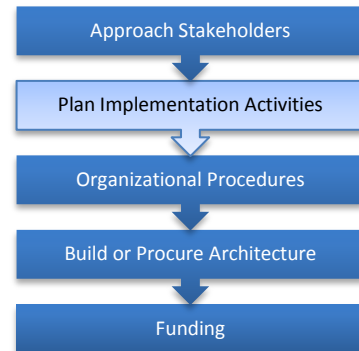 Approach Stakeholders
Plan Implementation Activities
Organizational Procedures
Build or Procure Architecture
Funding